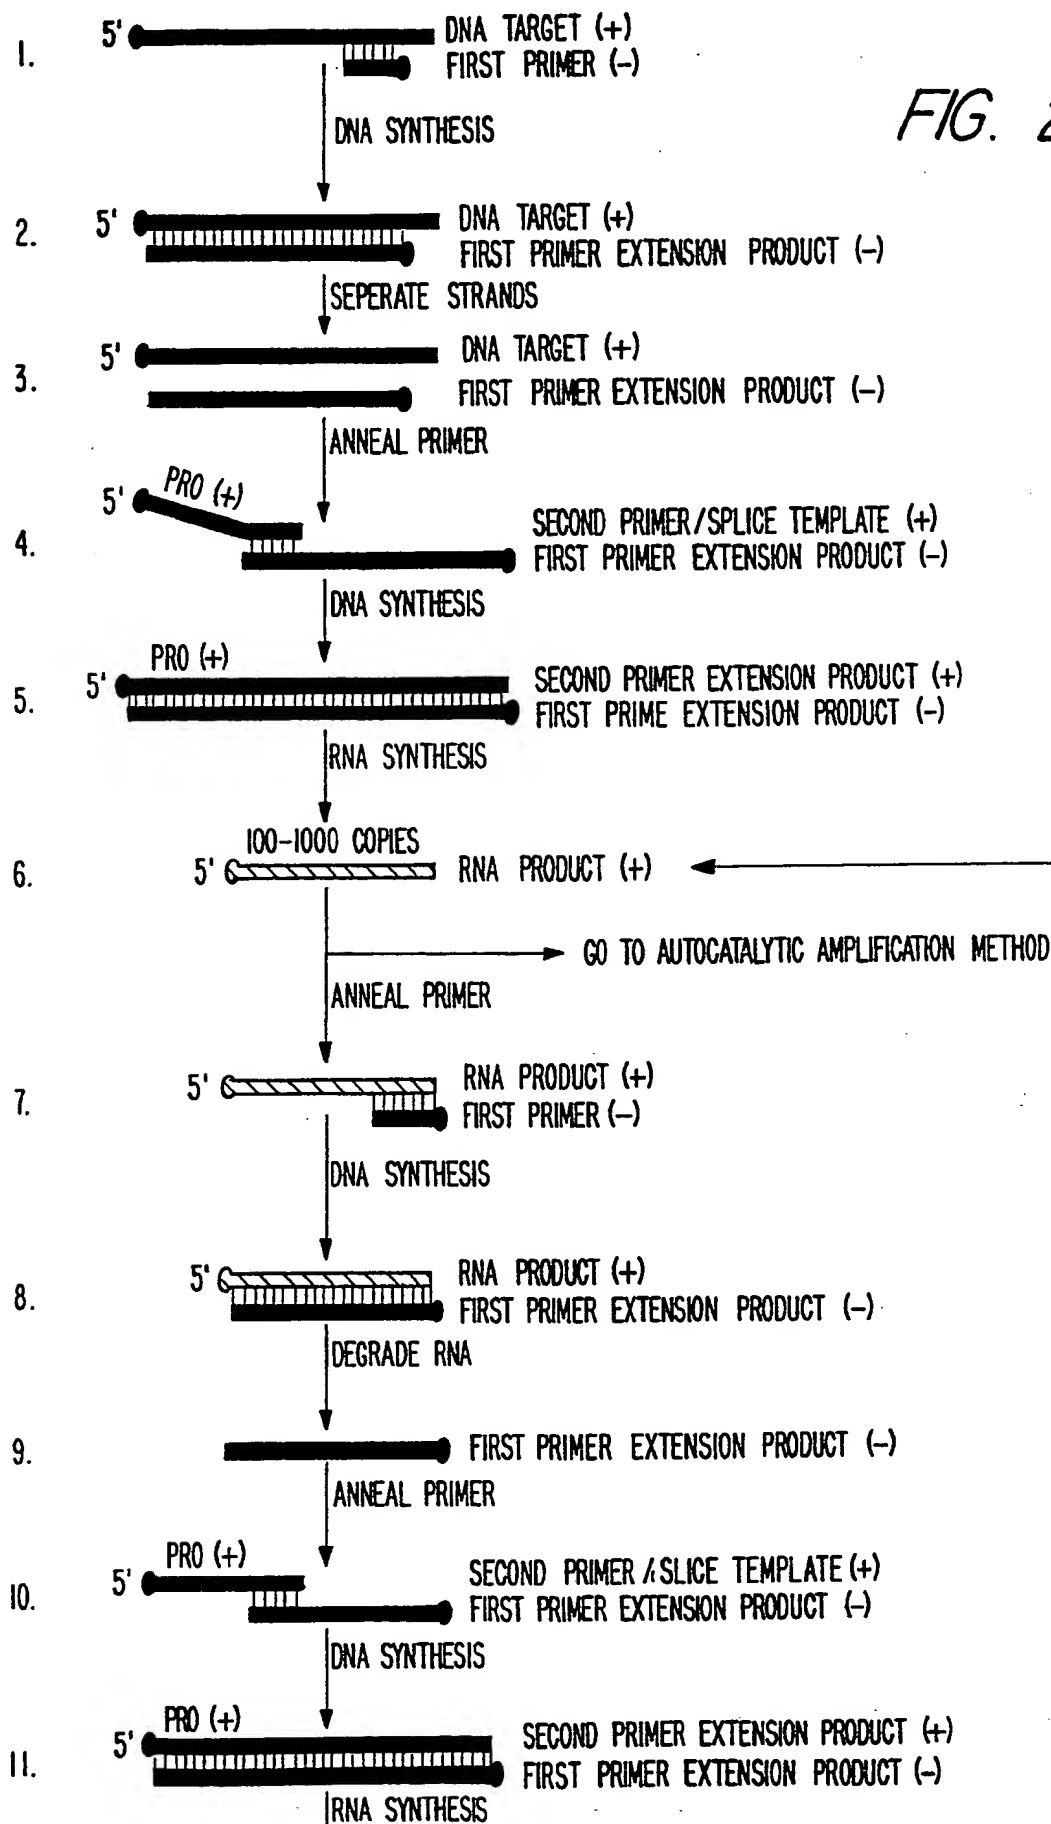 1.
5'
DNA TARGET (+)
FIRST PRIMER (-)
FIG. 2
DNA SYNTHESIS
2.
5'
DNA TARGET (+)
FIRST PRIMER EXTENSION PRODUCT (-)
SEPERATE STRANDS
3.
5'
DNA TARGET (+)
FIRST PRIMER EXTENSION PRODUCT (-)
ANNEAL PRIMER
4.
5'
PRO (+)
SECOND PRIMER/SPLICE TEMPLATE (+)
FIRST PRIMER EXTENSION PRODUCT (-)
DNA SYNTHESIS
5.
PRO (+)
5'
SECOND PRIMER EXTENSION PRODUCT (+)
FIRST PRIME EXTENSION PRODUCT (-)
RNA SYNTHESIS
100-1000 COPIES
6.
5'
RNA PRODUCT (+)
GO TO AUTOCATALYTIC AMPLIFICATION METHOD
ANNEAL PRIMER
7.
5'
RNA PRODUCT (+)
FIRST PRIMER (-)
DNA SYNTHESIS
8.
5'
RNA PRODUCT (+)
FIRST PRIMER EXTENSION PRODUCT (-)
DEGRADE RNA
9.
FIRST PRIMER EXTENSION PRODUCT (-)
ANNEAL PRIMER
10.
PRO (+)
5'
SECOND PRIMER / SLICE TEMPLATE (+)
FIRST PRIMER EXTENSION PRODUCT (-)
DNA SYNTHESIS
11.
PRO (+)
5'
SECOND PRIMER EXTENSION PRODUCT (+)
FIRST PRIMER EXTENSION PRODUCT (-)
RNA SYNTHESIS